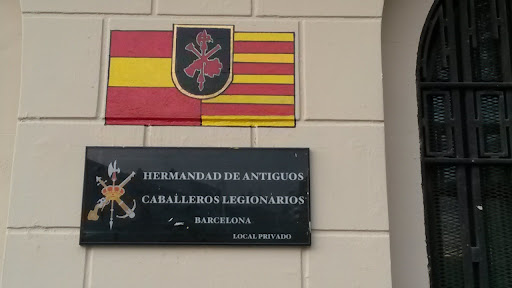 HERMANDAD DE ANTIGUOS
CABALLEROS LEGIONARIOS
BARCELONA
LOCAL PRIVADO